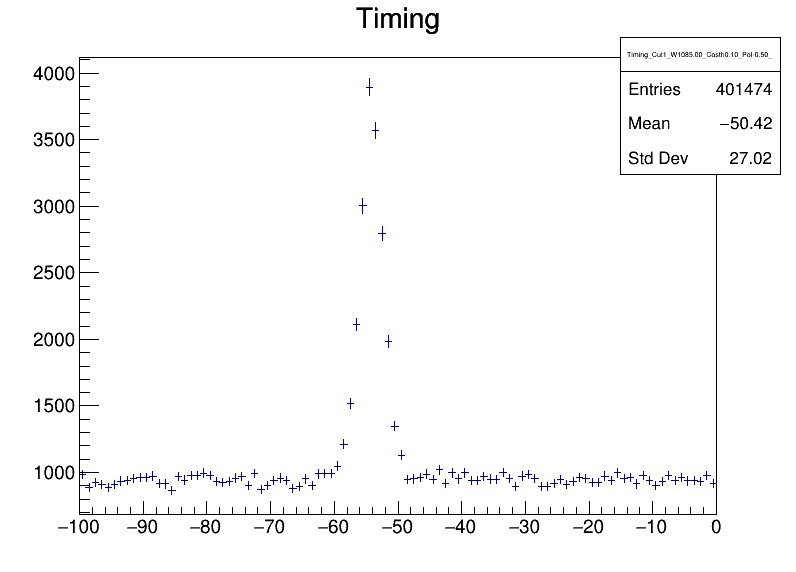 Timing
Timing_Cut1_W1085.00_Costh0.10_Pol-0.50_
Entries 401474
Mean −50.42
Std Dev 27.02
4000
3500
3000
2500
2000
1500
1000
−100 −90 −80 −70 −60 −50 −40 −30 −20 −10 0